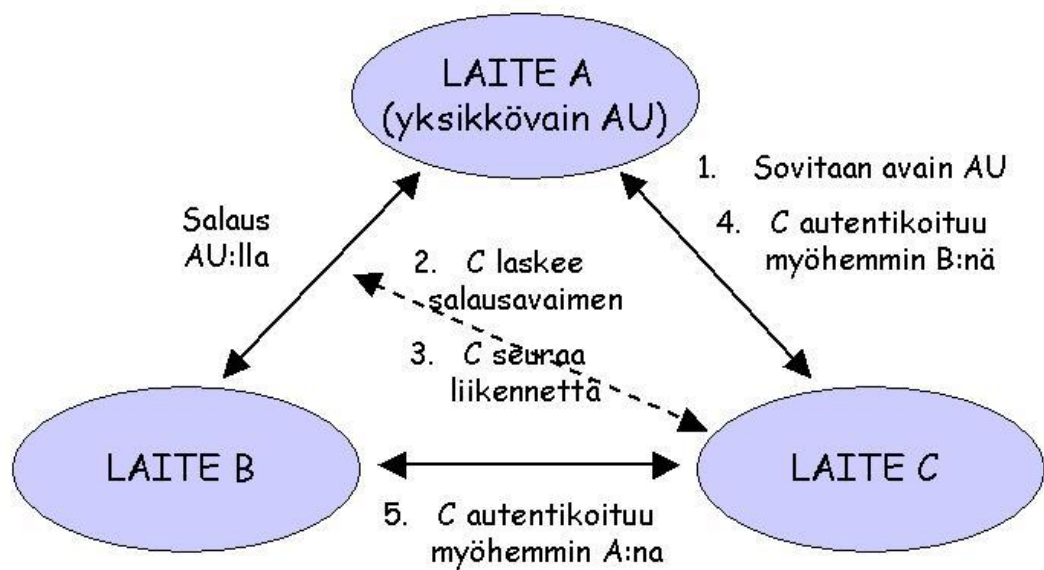 LAITE A
(yksikkövain AU)
1. Sovitaan avain AU
Salaus
AU:lla
4. C autentikoituu
myöhemmin B:nä
2. C laskee
salausavaimen
3. C seuraa
liikennettä
LAITE B
LAITE C
5. C autentikoituu
myöhemmin A:na